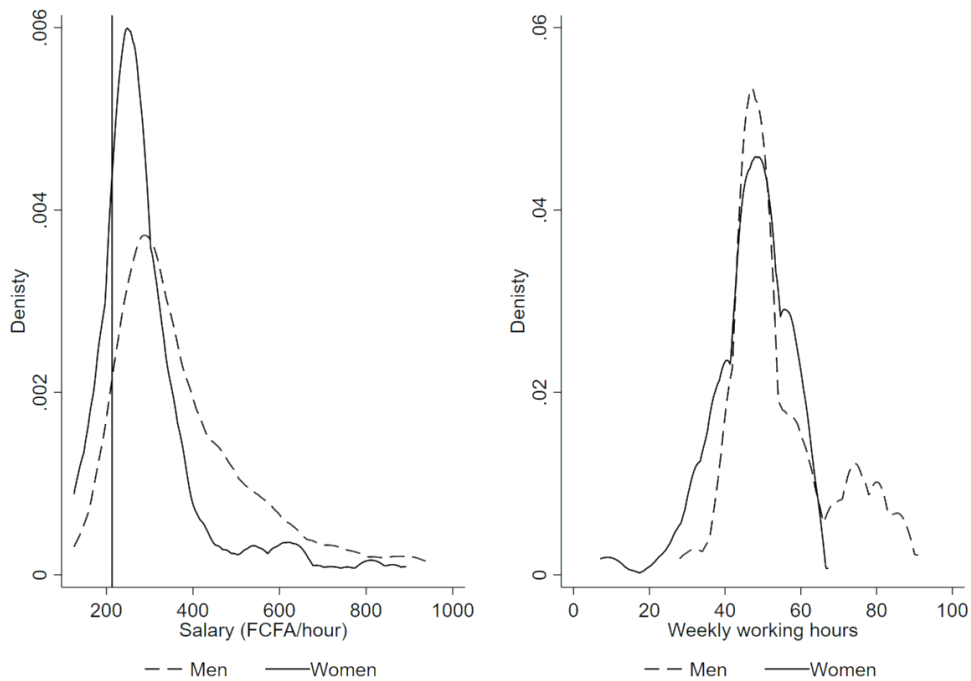 .006
.004
.002
0
Denisty
200 400 600 800 1000
Salary (FCFA/hour)
Men Women
.06
.04
.02
0
Denisty
0 20 40 60 80 100
Weekly working hours
Men Women